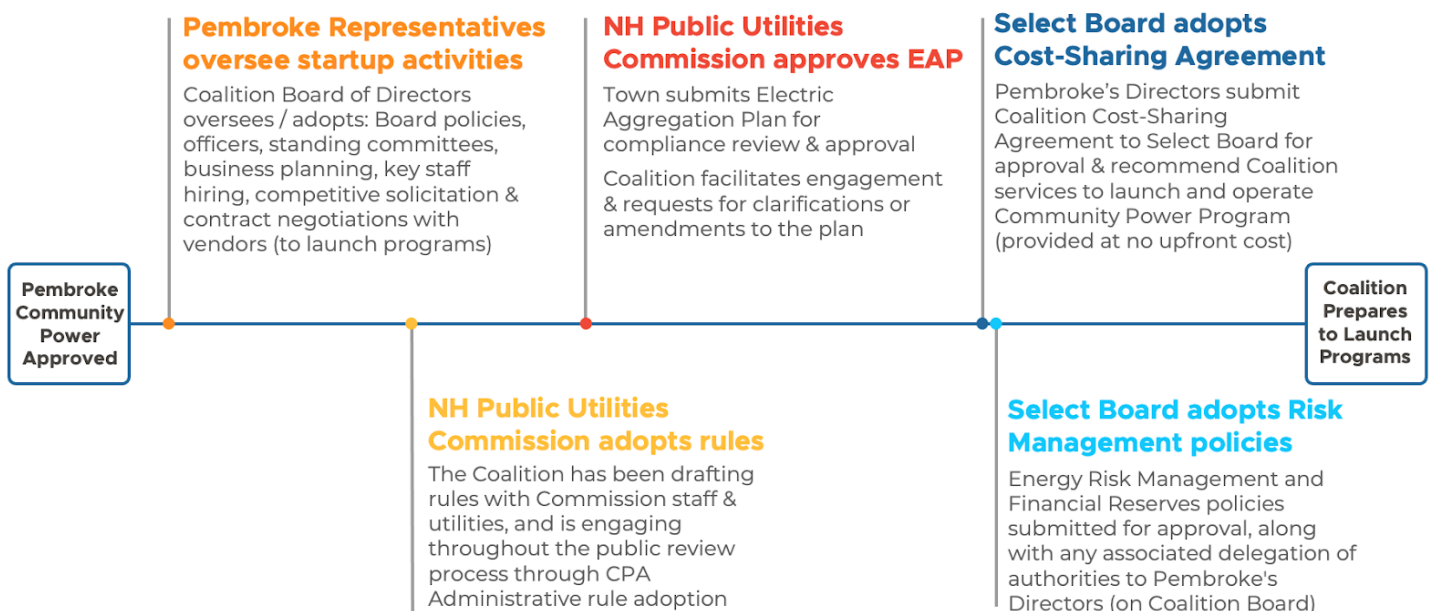 Pembroke Representatives
oversee startup activities
Coalition Board of Directors
oversees / adopts: Board policies,
officers, standing committees,
business planning, key staff
hiring, competitive solicitation &
contract negotiations with
vendors (to launch programs)
NH Public Utilities
Commission approves EAP
Town submits Electric
Aggregation Plan for
compliance review & approval
Coalition facilitates engagement
& requests for clarifications or
amendments to the plan
Select Board adopts
Cost-Sharing Agreement
Pembroke’s Directors submit
Coalition Cost-Sharing
Agreement to Select Board for
approval & recommend Coalition
services to launch and operate
Community Power Program
(provided at no upfront cost)
Pembroke
Community
Power
Approved
Coalition
Prepares
to Launch
Programs
NH Public Utilities
Commission adopts rules
The Coalition has been drafting
rules with Commission staff &
utilities, and is engaging
throughout the public review
process through CPA
Administrative rule adoption
Select Board adopts Risk
Management policies
Energy Risk Management and
Financial Reserves policies
submitted for approval, along
with any associated delegation of
authorities to Pembroke's
Directors (on Coalition Board)